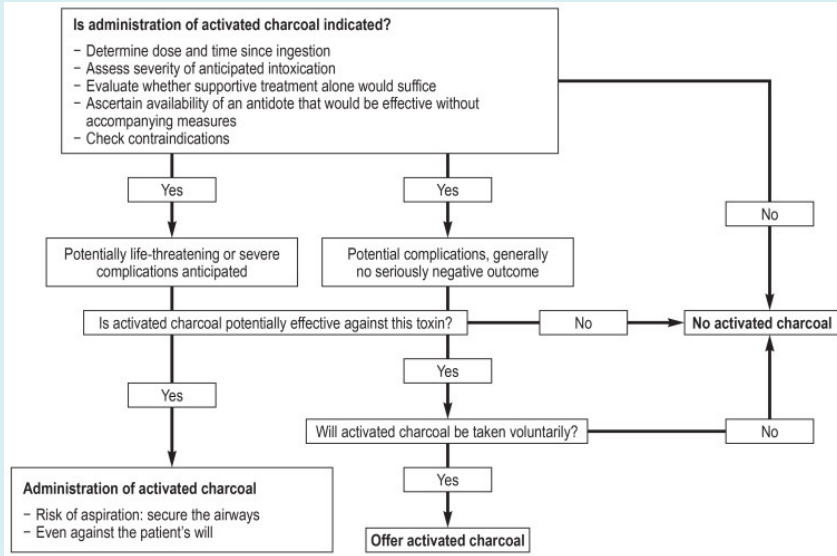 Is administration of activated charcoal indicated?
– Determine dose and time since ingestion
– Assess severity of anticipated intoxication
– Evaluate whether supportive treatment alone would suffice
– Ascertain availability of an antidote that would be effective without
accompanying measures
– Check contraindications
Yes
Yes
No
Potentially life-threatening or severe
complications anticipated
Potential complications, generally
no seriously negative outcome
Is activated charcoal potentially effective against this toxin?
No
No activated charcoal
Yes
Yes
Will activated charcoal be taken voluntarily?
No
Administration of activated charcoal
– Risk of aspiration: secure the airways
– Even against the patient's will
Yes
Offer activated charcoal